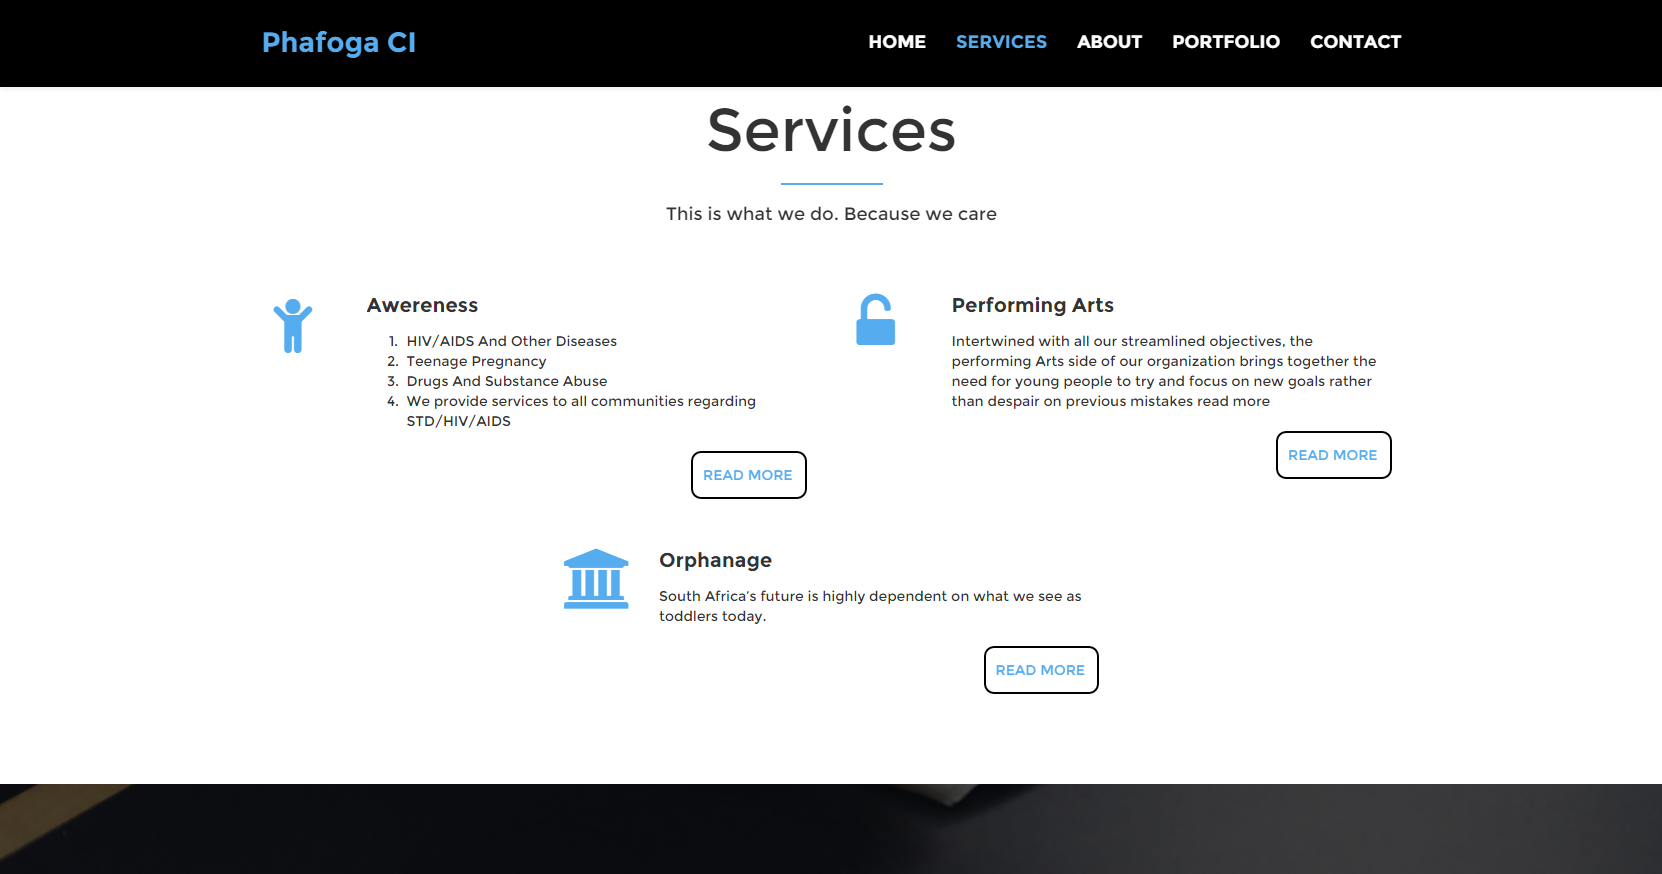 Phafoga CI
HOME SERVICES ABOUT PORTFOLIO CONTACT
Services
This is what we do. Because we care
Awereness
1. HIV/AIDS And Other Diseases
2. Teenage Pregnancy
3. Drugs And Substance Abuse
4. We provide services to all communities regarding
STD/HIV/AIDS
READ MORE
Performing Arts
Intertwined with all our streamlined objectives, the
performing Arts side of our organization brings together the
need for young people to try and focus on new goals rather
than despair on previous mistakes read more
READ MORE
Orphanage
South Africa’s future is highly dependent on what we see as
toddlers today.
READ MORE